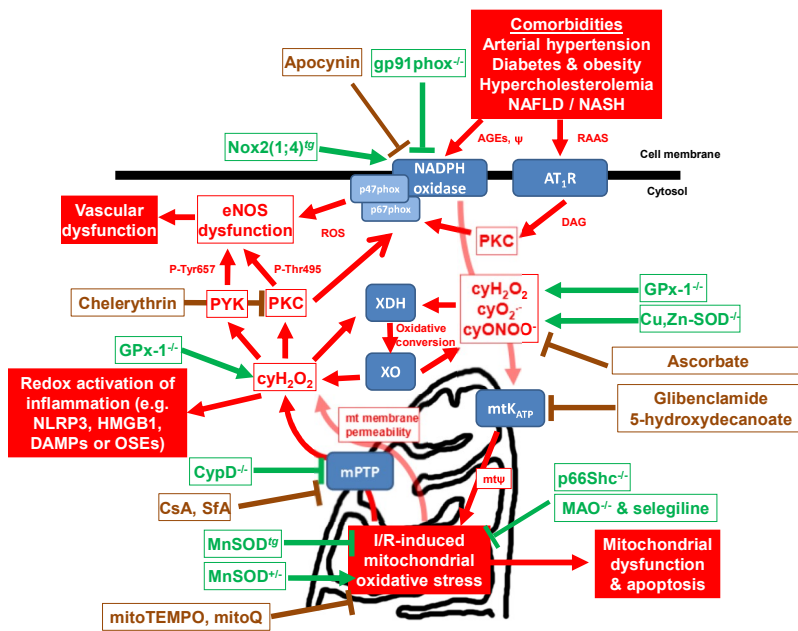 Comorbidities
Arterial hypertension
Diabetes & obesity
Hypercholesterolemia
NAFLD / NASH
Apocynin
gp91phox-/-
Nox2(1;4)tg
AGEs, ψ
RAAS
Cell membrane
Cytosol
NADPH
oxidase
p47phox
p67phox
AT1R
Vascular
dysfunction
eNOS
dysfunction
ROS
PKC
DAG
P-Tyr657
P-Thr495
Chelerythrin
PYK
PKC
XDH
cyH2O2
cyO2·-
cyONOO-
GPx-1-/-
Cu,Zn-SOD-/-
Oxidative
conversion
GPx-1-/-
cyH2O2
XO
Ascorbate
Redox activation of
inflammation (e.g.
NLRP3, HMGB1,
DAMPs or OSEs)
mt membrane
permeability
mtKATP
Glibenclamide
5-hydroxydecanoate
CypD-/-
mPTP
mtψ
p66Shc-/-
MAO-/- & selegiline
CsA, SfA
MnSODtg
MnSOD+/-
I/R-induced
mitochondrial
oxidative stress
Mitochondrial
dysfunction
& apoptosis
mitoTEMPO, mitoQ